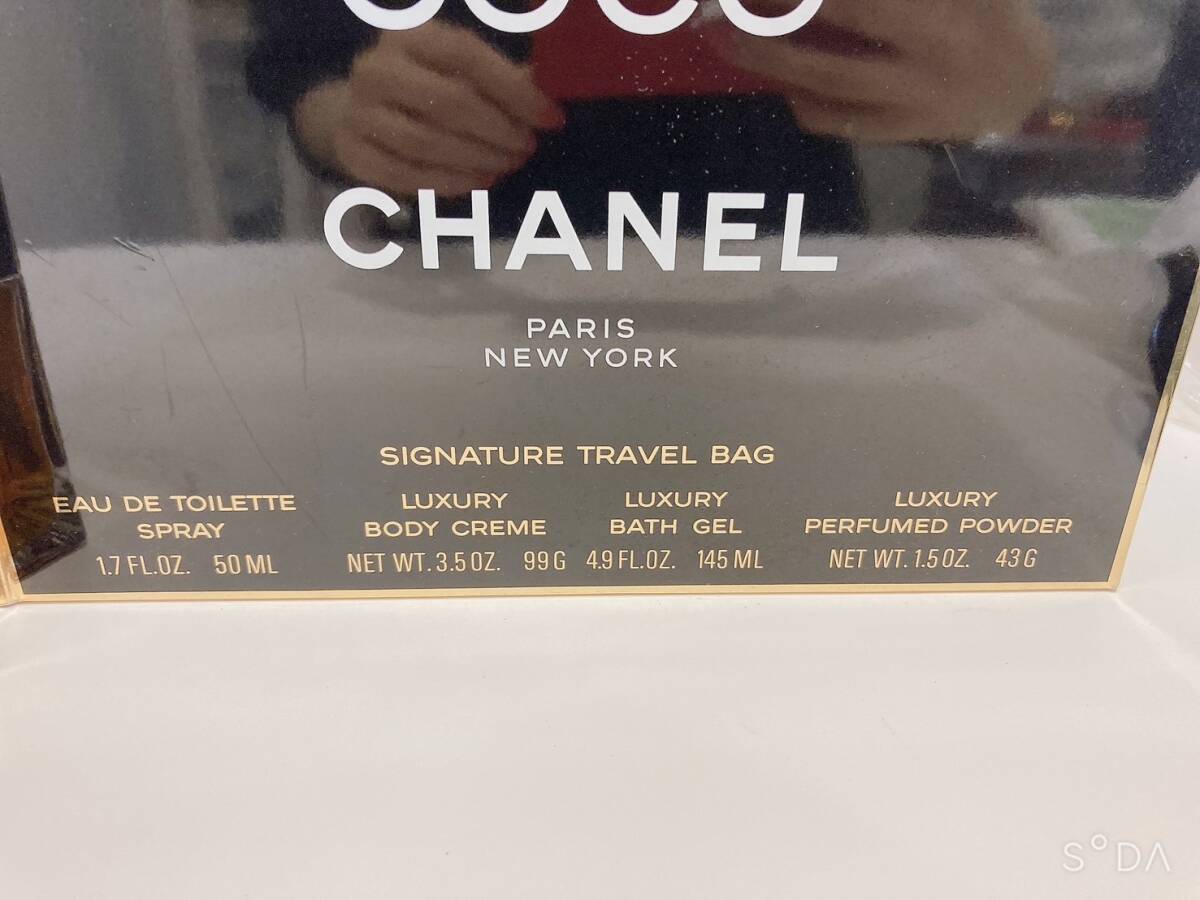 COCO
CHANEL
PARIS
NEW YORK
SIGNATURE TRAVEL BAG
EAU DE TOILETTE
SPRAY
1.7 FL.OZ. 50 ML
LUXURY
BODY CREME
NET WT. 3.5 OZ. 99 G
LUXURY
BATH GEL
4.9 FL.OZ. 145 ML
LUXURY
PERFUMED POWDER
NET WT. 1.5 OZ. 43 G
S°DA